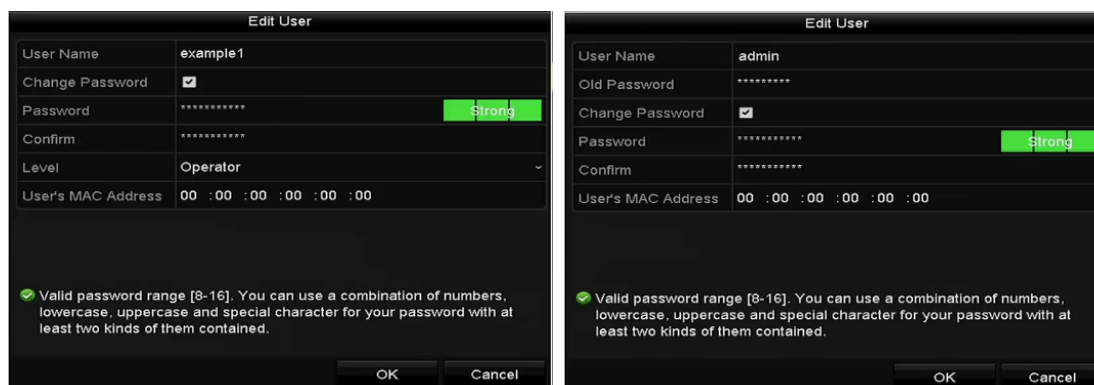 Edit User
User Name example1
Change Password
Password *********** Strong
Confirm ***********
Level Operator
User's MAC Address 00 :00 :00 :00 :00 :00
Valid password range [8-16]. You can use a combination of numbers,
lowercase, uppercase and special character for your password with at
least two kinds of them contained.
OK Cancel
Edit User
User Name admin
Old Password *********
Change Password
Password *********** Strong
Confirm ***********
User's MAC Address 00 :00 :00 :00 :00 :00
Valid password range [8-16]. You can use a combination of numbers,
lowercase, uppercase and special character for your password with at
least two kinds of them contained.
OK Cancel